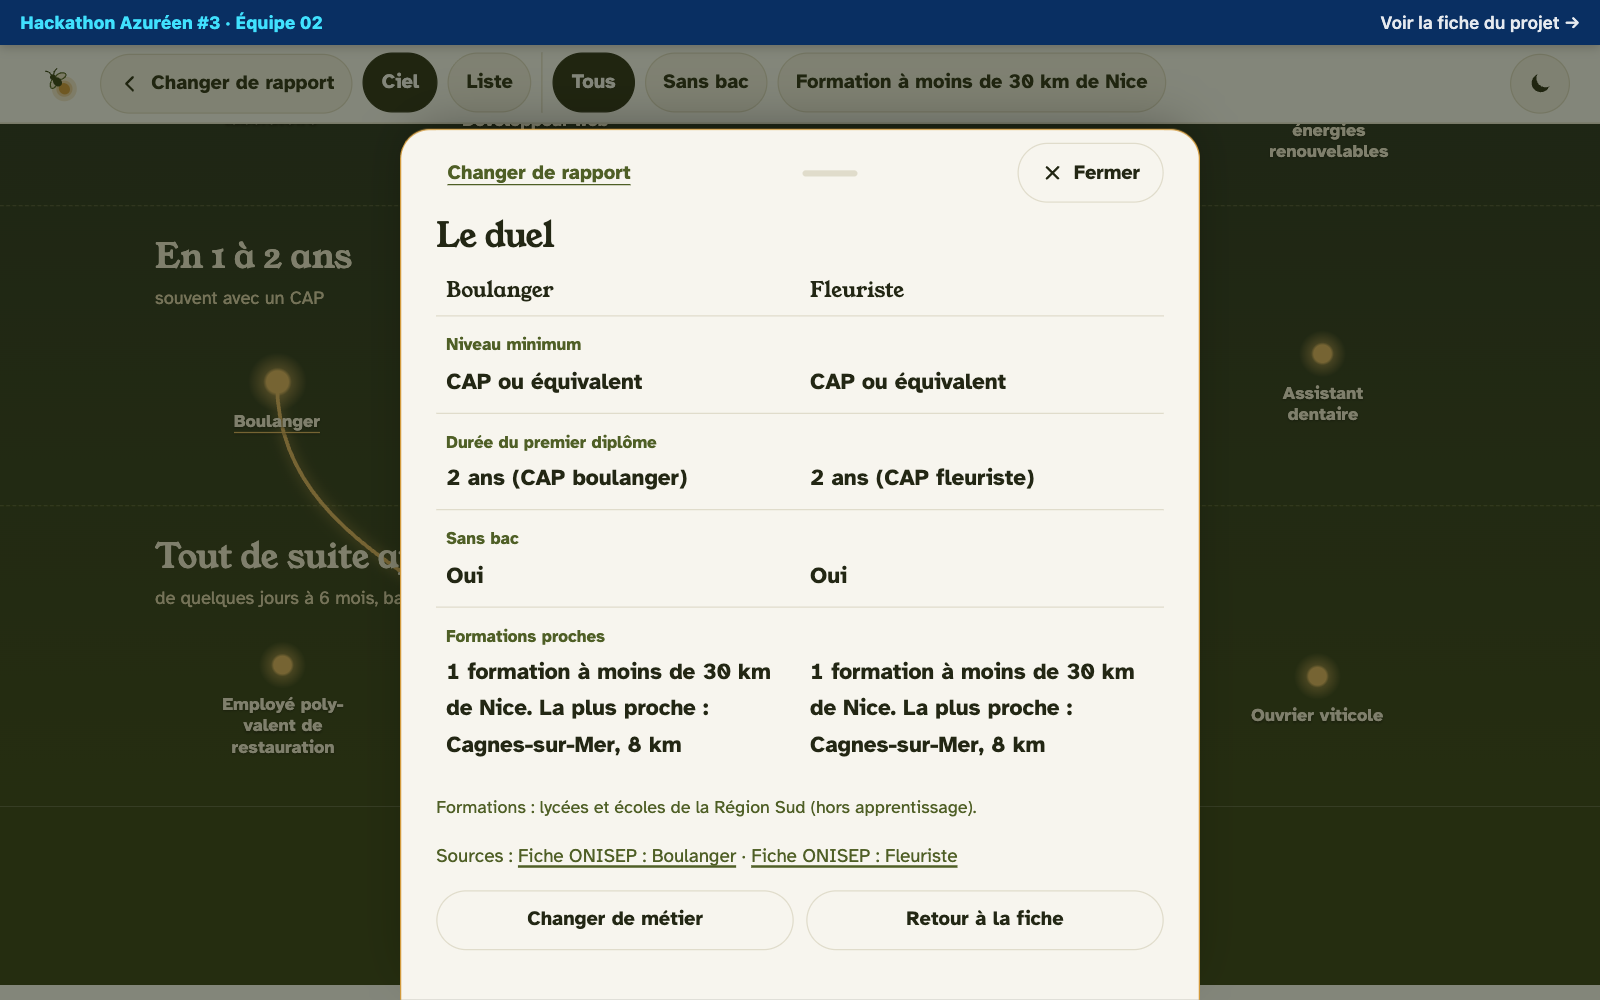 Hackathon Azuréen #3 · Équipe 02
Voir la fiche du projet →
Changer de rapport
Ciel
Liste
Tous
Sans bac
Formation à moins de 30 km de Nice
énergies
renouvelables
En 1 à 2 ans
souvent avec un CAP
Boulanger
Assistant
dentaire
Tout de suite
de quelques jours à 6 mois,
Employé poly-
valent de
restauration
Ouvrier viticole
Changer de rapport
Fermer
Le duel
Boulanger
Fleuriste
Niveau minimum
CAP ou équivalent
CAP ou équivalent
Durée du premier diplôme
2 ans (CAP boulanger)
2 ans (CAP fleuriste)
Sans bac
Oui
Oui
Formations proches
1 formation à moins de 30 km
de Nice. La plus proche :
Cagnes-sur-Mer, 8 km
1 formation à moins de 30 km
de Nice. La plus proche :
Cagnes-sur-Mer, 8 km
Formations : lycées et écoles de la Région Sud (hors apprentissage).
Sources : Fiche ONISEP : Boulanger · Fiche ONISEP : Fleuriste
Changer de métier
Retour à la fiche